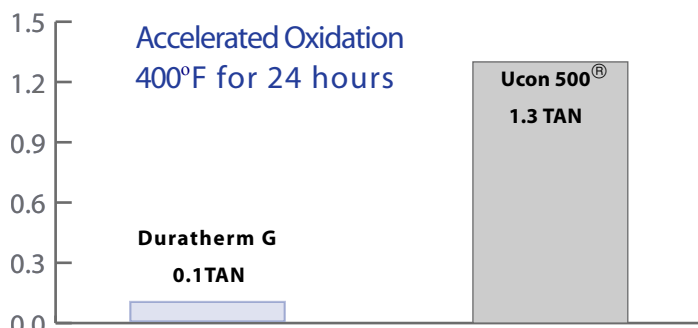 1.5
Accelerated Oxidation
400°F for 24 hours
1.2
Ucon 500®
1.3 TAN
0.9
0.6
Duratherm G
0.1TAN
0.3
0.0